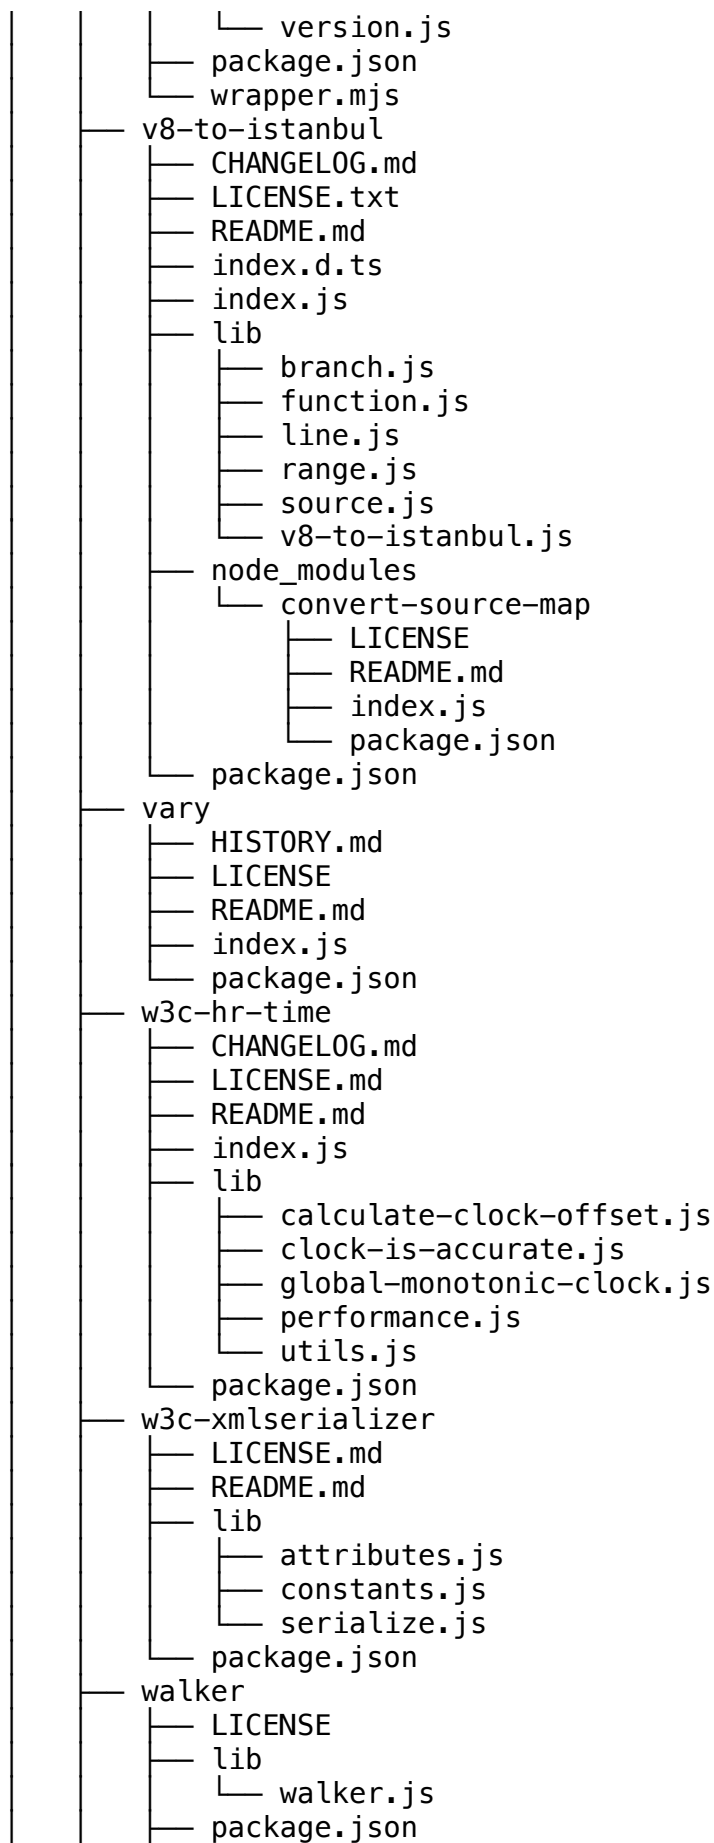 │   │   │   │   └── version.js
│   │   │   ├── package.json
│   │   │   └── wrapper.mjs
│   │   ├── v8-to-istanbul
│   │   │   ├── CHANGELOG.md
│   │   │   ├── LICENSE.txt
│   │   │   ├── README.md
│   │   │   ├── index.d.ts
│   │   │   ├── index.js
│   │   │   ├── lib
│   │   │   │   ├── branch.js
│   │   │   │   ├── function.js
│   │   │   │   ├── line.js
│   │   │   │   ├── range.js
│   │   │   │   ├── source.js
│   │   │   │   └── v8-to-istanbul.js
│   │   │   ├── node_modules
│   │   │   │   └── convert-source-map
│   │   │   │       ├── LICENSE
│   │   │   │       ├── README.md
│   │   │   │       ├── index.js
│   │   │   │       └── package.json
│   │   │   └── package.json
│   │   ├── vary
│   │   │   ├── HISTORY.md
│   │   │   ├── LICENSE
│   │   │   ├── README.md
│   │   │   ├── index.js
│   │   │   └── package.json
│   │   ├── w3c-hr-time
│   │   │   ├── CHANGELOG.md
│   │   │   ├── LICENSE.md
│   │   │   ├── README.md
│   │   │   ├── index.js
│   │   │   ├── lib
│   │   │   │   ├── calculate-clock-offset.js
│   │   │   │   ├── clock-is-accurate.js
│   │   │   │   ├── global-monotonic-clock.js
│   │   │   │   ├── performance.js
│   │   │   │   └── utils.js
│   │   │   └── package.json
│   │   ├── w3c-xmlserializer
│   │   │   ├── LICENSE.md
│   │   │   ├── README.md
│   │   │   ├── lib
│   │   │   │   ├── attributes.js
│   │   │   │   ├── constants.js
│   │   │   │   └── serialize.js
│   │   │   └── package.json
│   │   ├── walker
│   │   │   ├── LICENSE
│   │   │   ├── lib
│   │   │   │   └── walker.js
│   │   │   ├── package.json